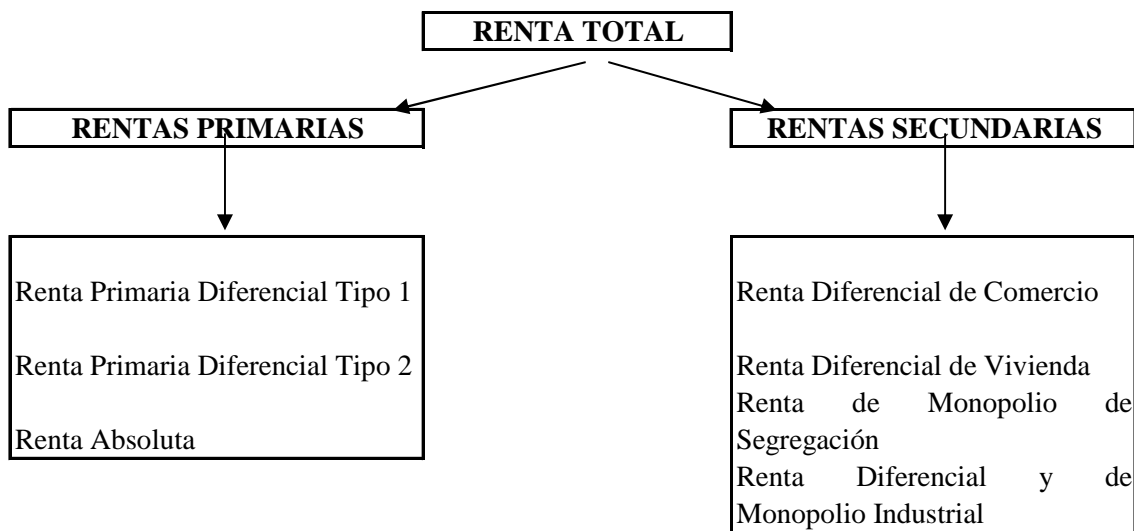 RENTA TOTAL
RENTAS PRIMARIAS
RENTAS SECUNDARIAS
Renta Primaria Diferencial Tipo 1
Renta Primaria Diferencial Tipo 2
Renta Absoluta
Renta Diferencial de Comercio
Renta Diferencial de Vivienda
Renta de Monopolio de
Segregación
Renta Diferencial y de
Monopolio Industrial